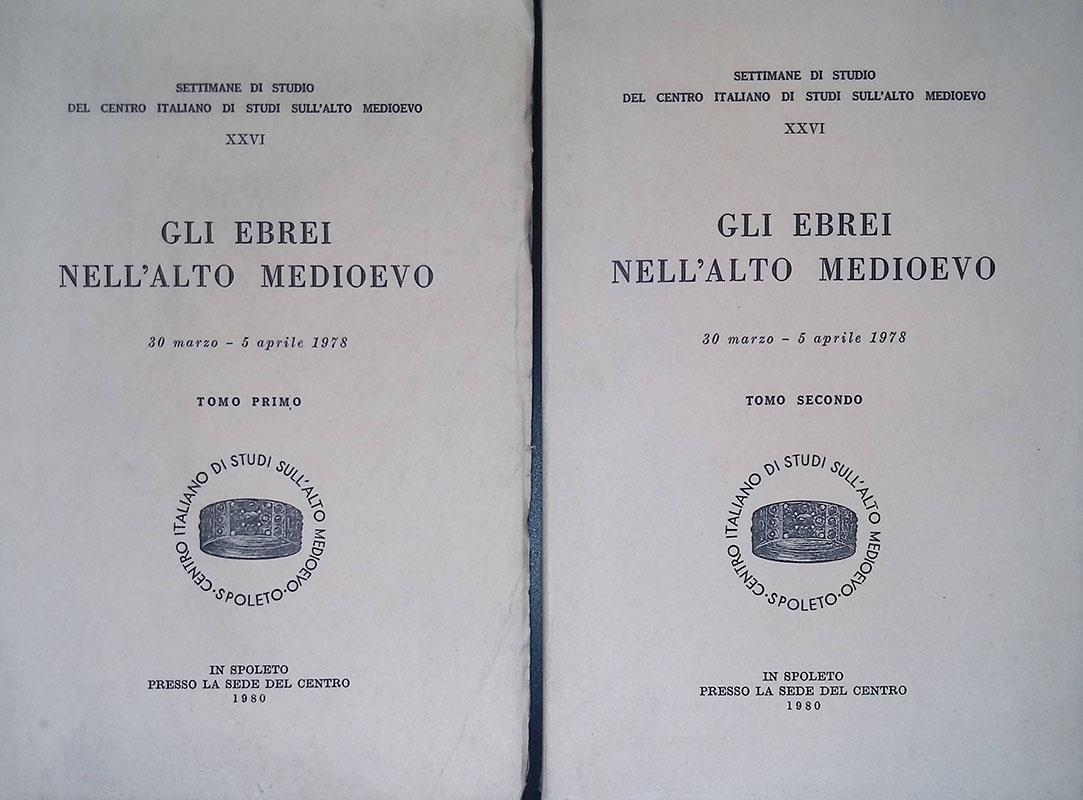 SETTIMANE DI STUDIO
DEL CENTRO ITALIANO DI STUDI SULL'ALTO MEDIOEVO
XXVI
GLI EBREI
NELL'ALTO MEDIOEVO
30 marzo – 5 aprile 1978
TOMO PRIMO
CENTRO ITALIANO DI STUDI SULL'ALTO MEDIOEVO · SPOLETO ·
IN SPOLETO
PRESSO LA SEDE DEL CENTRO
1980
SETTIMANE DI STUDIO
DEL CENTRO ITALIANO DI STUDI SULL'ALTO MEDIOEVO
XXVI
GLI EBREI
NELL'ALTO MEDIOEVO
30 marzo – 5 aprile 1978
TOMO SECONDO
CENTRO ITALIANO DI STUDI SULL'ALTO MEDIOEVO · SPOLETO ·
IN SPOLETO
PRESSO LA SEDE DEL CENTRO
1980